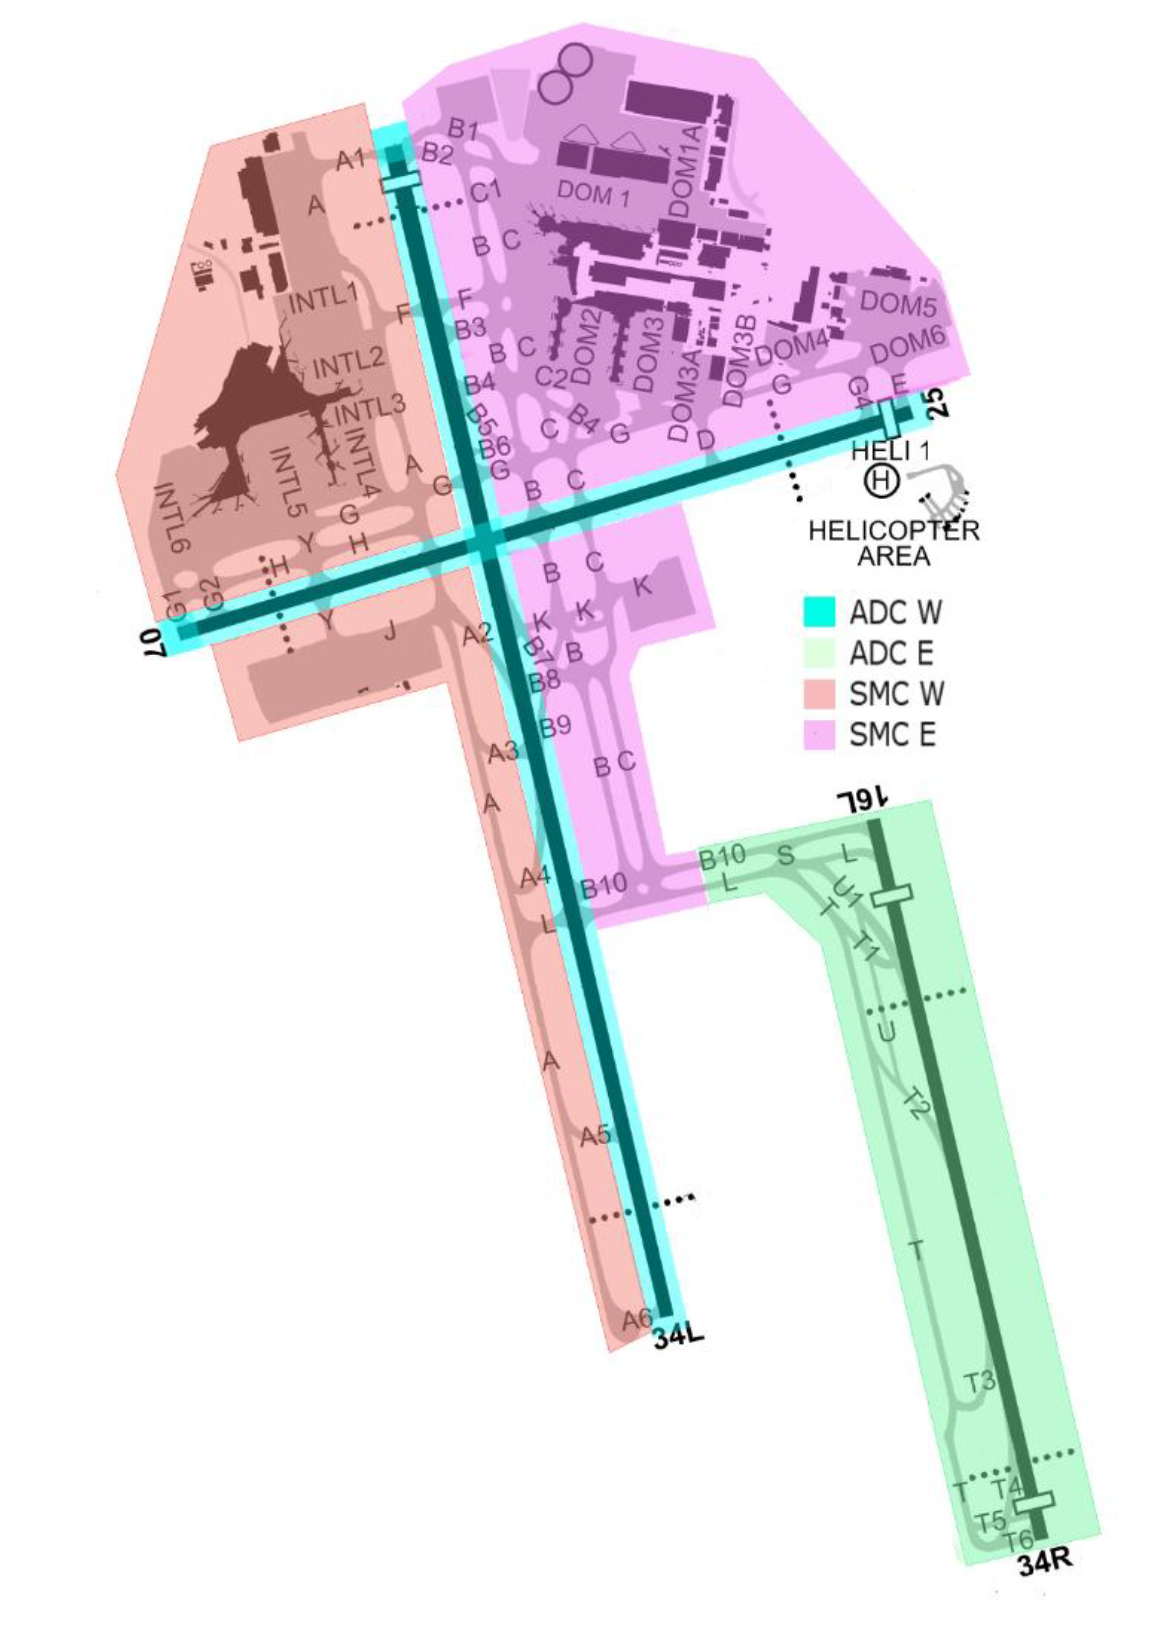 B1
B2
A1
A
C1
DOM 1
DOM1A
B C
INTL1
F
F
B3
B C
DOM5
DOM6
DOM4
DOM3B
DOM2
DOM3
DOM3A
INTL2
INTL3
INTL4
INTL5
INTL6
B4
C2
B5
B6
C
B4
G
D
G
G4
E
25
HELI 1
H
HELICOPTER
AREA
A
G
G
B
C
G
Y
H
H
G1
G2
07
Y
J
A2
B
C
K
K
K
B7
B
B8
B9
A3
B C
A
ADC W
ADC E
SMC W
SMC E
16L
A4
B10
B10
L
S
L
U1
T
T1
L
U
A
T2
A5
T
A6
34L
T3
T
T4
T5
T6
34R